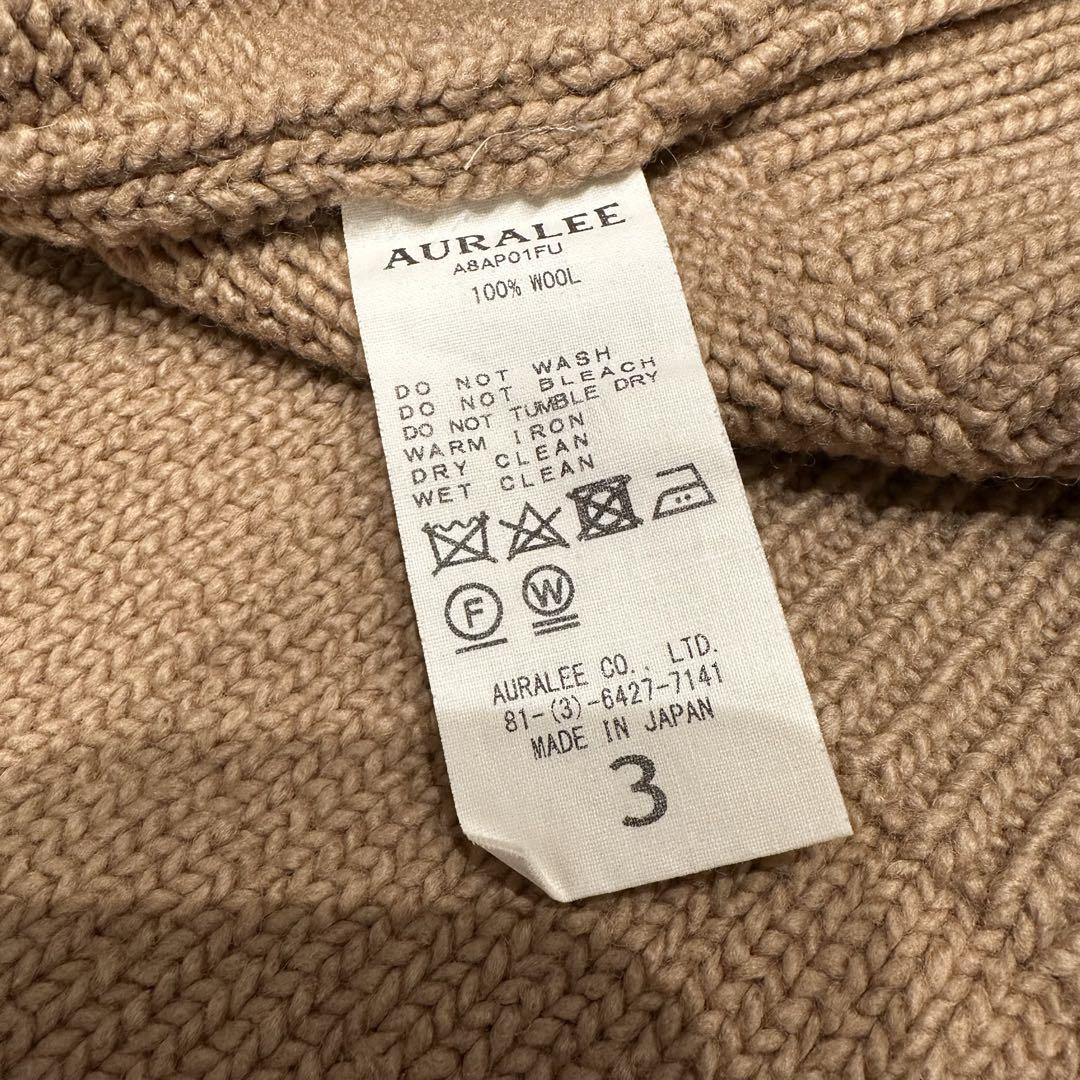 AURALEE
A8AP01FU
100% WOOL
DO NOT WASH
DO NOT BLEACH
DO NOT TUMBLE DRY
WARM IRON
DRY CLEAN
WET CLEAN
F W
AURALEE CO., LTD.
81-(3)-6427-7141
MADE IN JAPAN
3